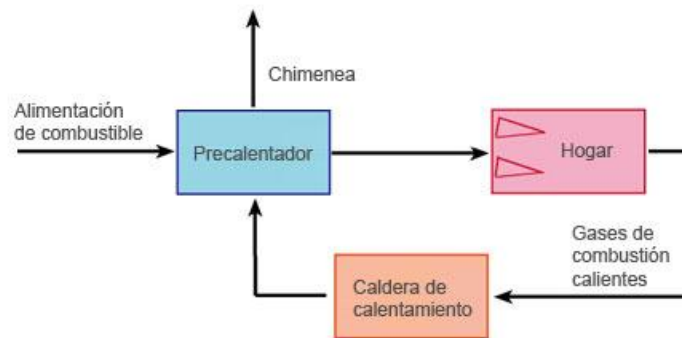 Chimenea
Alimentación
de combustible
Precalentador
Hogar
Gases de
combustión
calientes
Caldera de
calentamiento